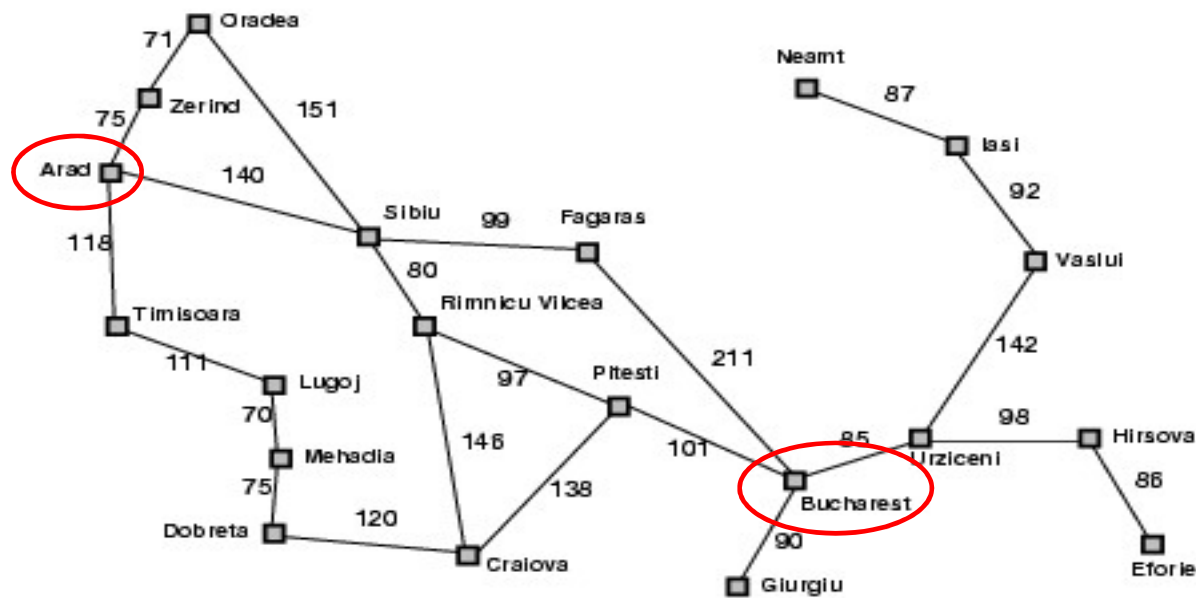 Oradea
71
Neamt
87
Zerind
151
75
Iasi
Arad
140
92
Sibiu
99
Fagaras
118
80
Vaslui
Rimnicu Vilcea
Timisoara
142
211
111
Lugoj
97
Pitesti
70
98
Hirsova
146
101
85
Urziceni
Mehadia
75
138
86
Bucharest
Dobreta
120
90
Craiova
Eforie
Giurgiu